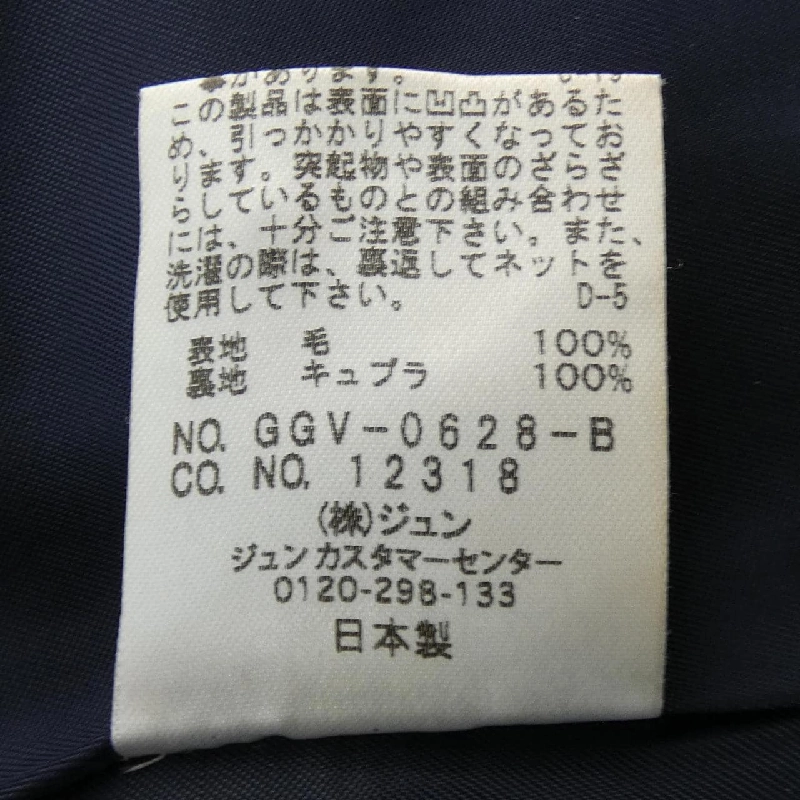 があります。
この製品は表面に凹凸があるた
め、引っかかりやすくなってお
ります。突起物や表面のざらざ
らしているものとの組み合わせ
には、十分ご注意下さい。また、
洗濯の際は、裏返してネットを
使用して下さい。 D-5
表地 毛 100%
裏地 キュプラ 100%
NO. GGV-0628-B
CO. NO. 12318
(株)ジュン
ジュンカスタマーセンター
0120-298-133
日本製